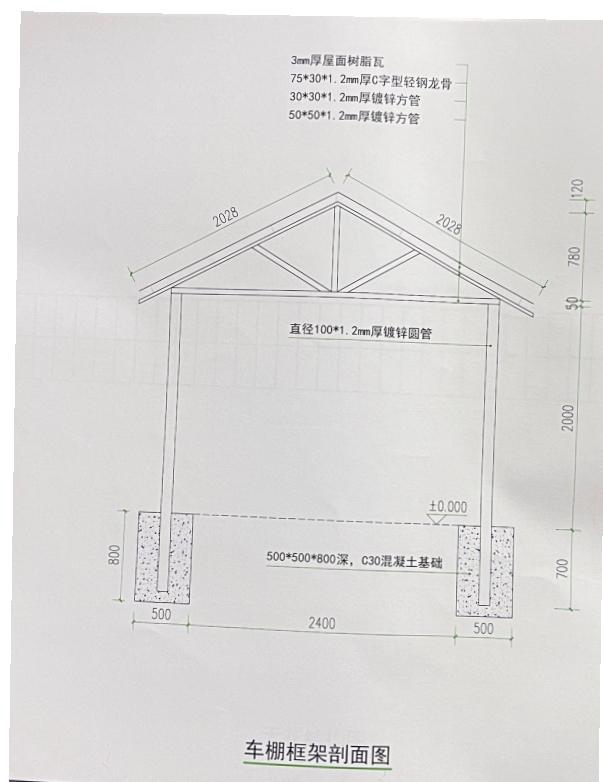 3mm厚屋面树脂瓦
75*30*1.2mm厚C字型轻钢龙骨
30*30*1.2mm厚镀锌方管
50*50*1.2mm厚镀锌方管
120
2028
2028
780
50
直径100*1.2mm厚镀锌圆管
2000
±0.000
800
500*500*800深，C30混凝土基础
700
500
2400
500
车棚框架剖面图